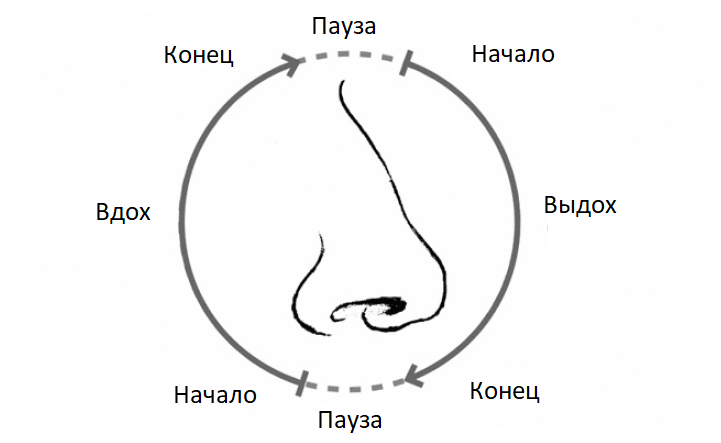 Пауза
Конец
Начало
Вдох
Выдох
Начало
Конец
Пауза